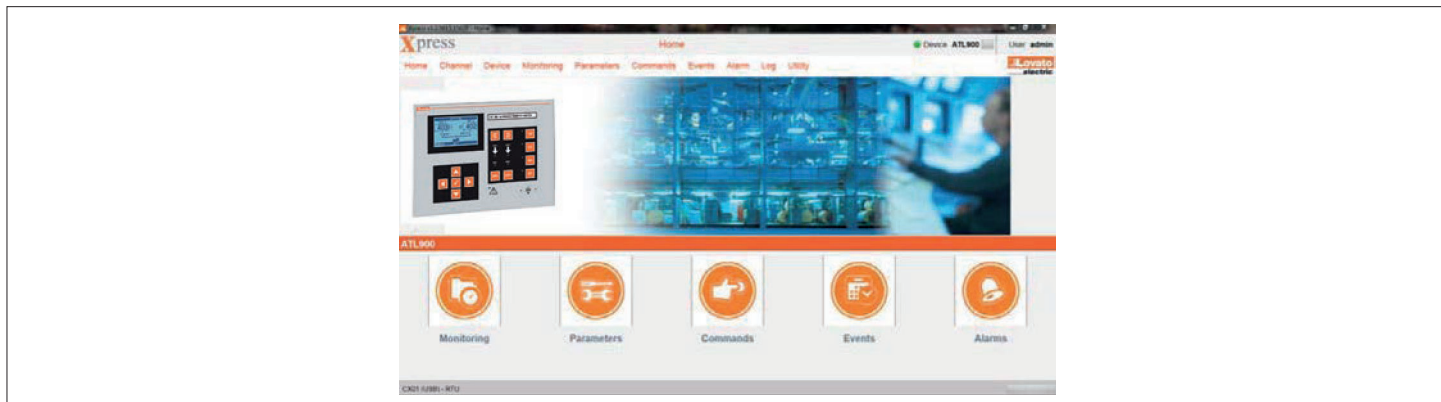 Xpress
Home
Device ATL900
User admin
Home Channel Device Monitoring Parameters Commands Events Alarm Log Utility
Lovato
electric
ATL900
Monitoring Parameters Commands Events Alarms
CX01 (USB) - RTU